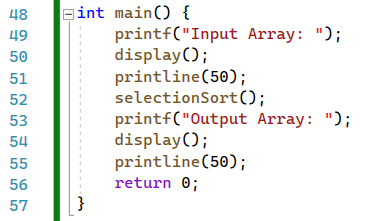 48 int main() {
49     printf("Input Array: ");
50     display();
51     printline(50);
52     selectionSort();
53     printf("Output Array: ");
54     display();
55     printline(50);
56     return 0;
57 }